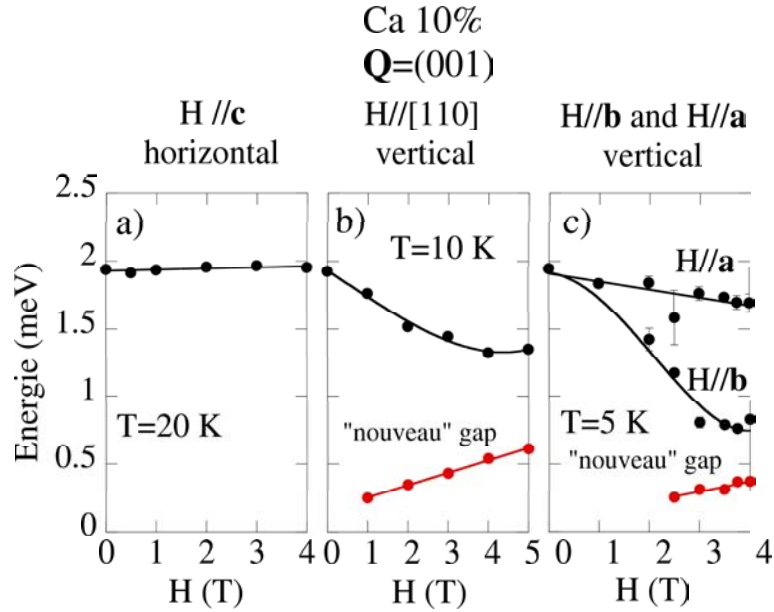 Ca 10%
Q=(001)
H //c
horizontal
H//[110]
vertical
H//b and H//a
vertical
Energie (meV)
2.5
2
1.5
1
0.5
0
a)
T=20 K
0 1 2 3 4
H (T)
b)
T=10 K
"nouveau" gap
0 1 2 3 4 5
H (T)
c)
H//a
H//b
T=5 K
"nouveau" gap
0 1 2 3 4
H (T)